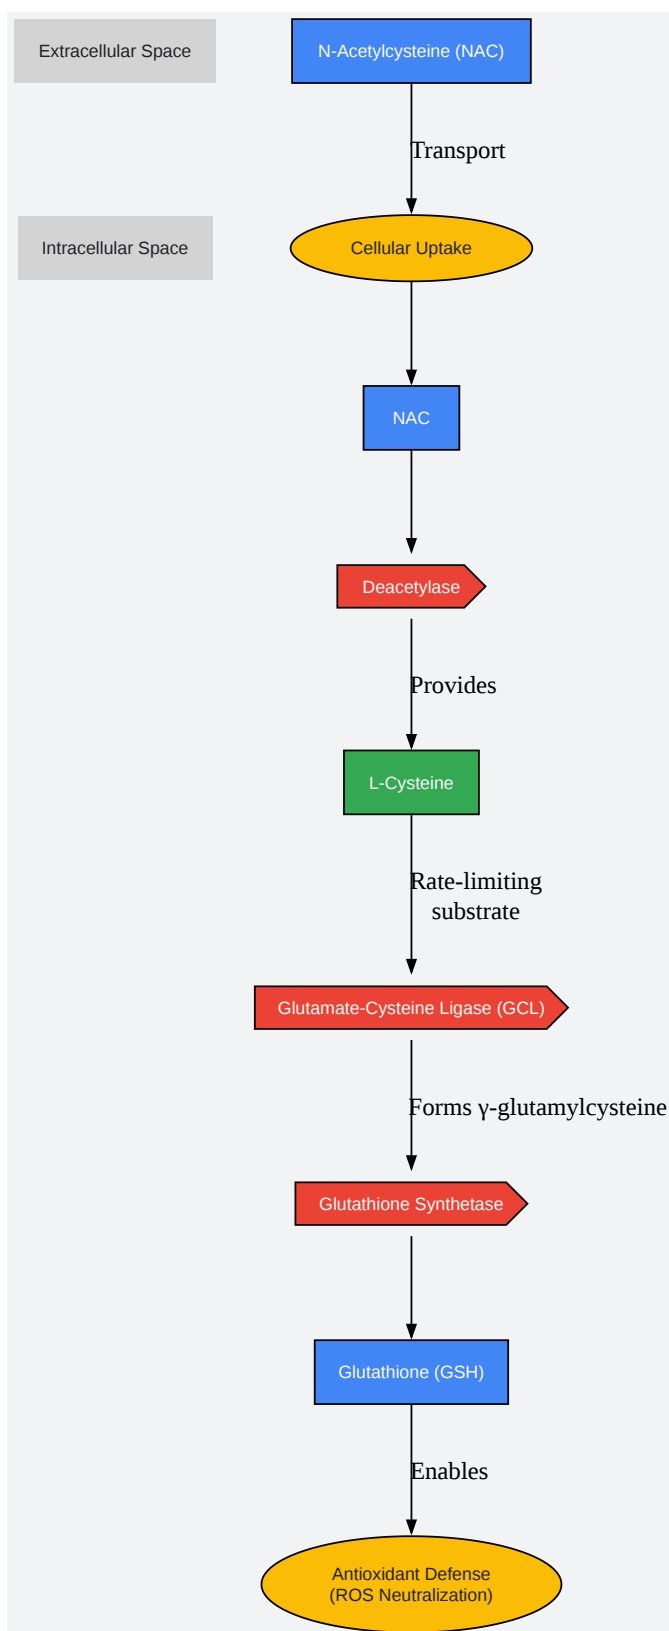 Extracellular Space
N-Acetylcysteine (NAC)
Transport
Intracellular Space
Cellular Uptake
NAC
Deacetylase
Provides
L-Cysteine
Rate-limiting
substrate
Glutamate-Cysteine Ligase (GCL)
Forms γ-glutamylcysteine
Glutathione Synthetase
Glutathione (GSH)
Enables
Antioxidant Defense
(ROS Neutralization)